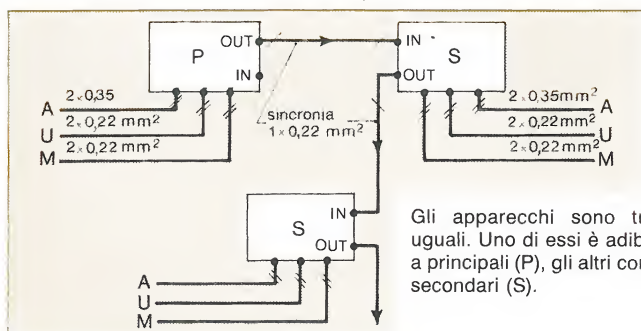 OUT
P
IN
IN
S
OUT
A 2×0,35
U 2×0,22 mm²
M 2×0,22 mm²
sincronia
1×0,22 mm²
2×0,35mm² A
2×0,22mm² U
2×0,22mm² M
IN
S
OUT
A
U
M
Gli apparecchi sono
uguali. Uno di essi è
a principali (P), gli altri
secondari (S).